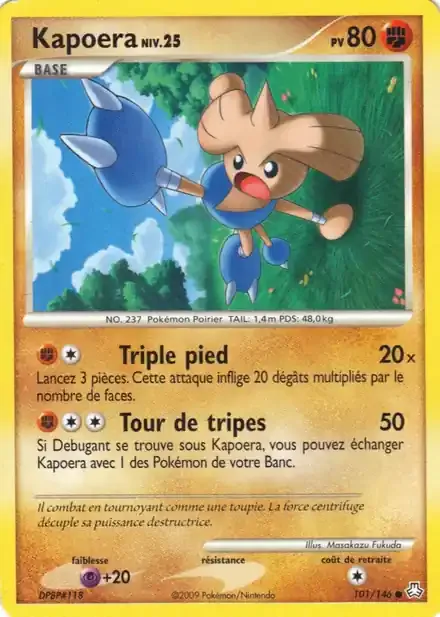 Kapoera NIV.25 PV 80
BASE
NO. 237 Pokémon Poirier TAIL: 1,4m PDS: 48,0kg
Triple pied 20x
Lancez 3 pièces. Cette attaque inflige 20 dégâts multipliés par le
nombre de faces.
Tour de tripes 50
Si Debugant se trouve sous Kapoera, vous pouvez échanger
Kapoera avec 1 des Pokémon de votre Banc.
Il combat en tournoyant comme une toupie. La force centrifuge
décuple sa puissance destructrice.
Illus. Masakazu Fukuda
faiblesse résistance coût de retraite
+20
DPBP#118 ©2009 Pokémon/Nintendo 101/146